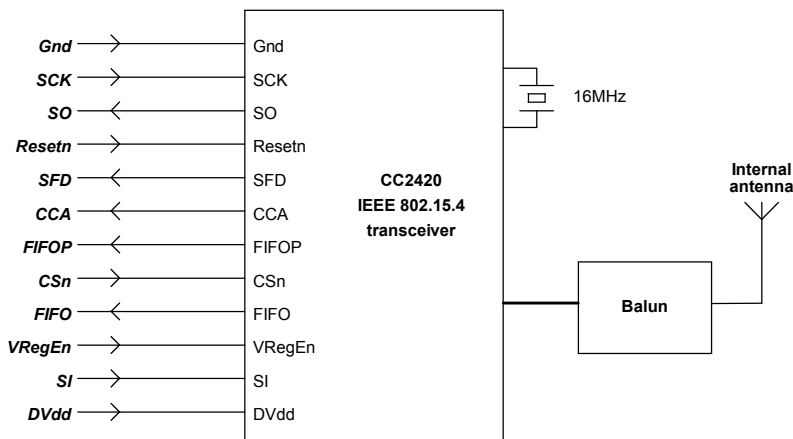 Gnd Gnd
SCK SCK
SO SO
Resetn Resetn
SFD SFD
CCA CCA
FIFOP FIFOP
CSn CSn
FIFO FIFO
VRegEn VRegEn
SI SI
DVdd DVdd
CC2420
IEEE 802.15.4
transceiver
16MHz
Internal
antenna
Balun